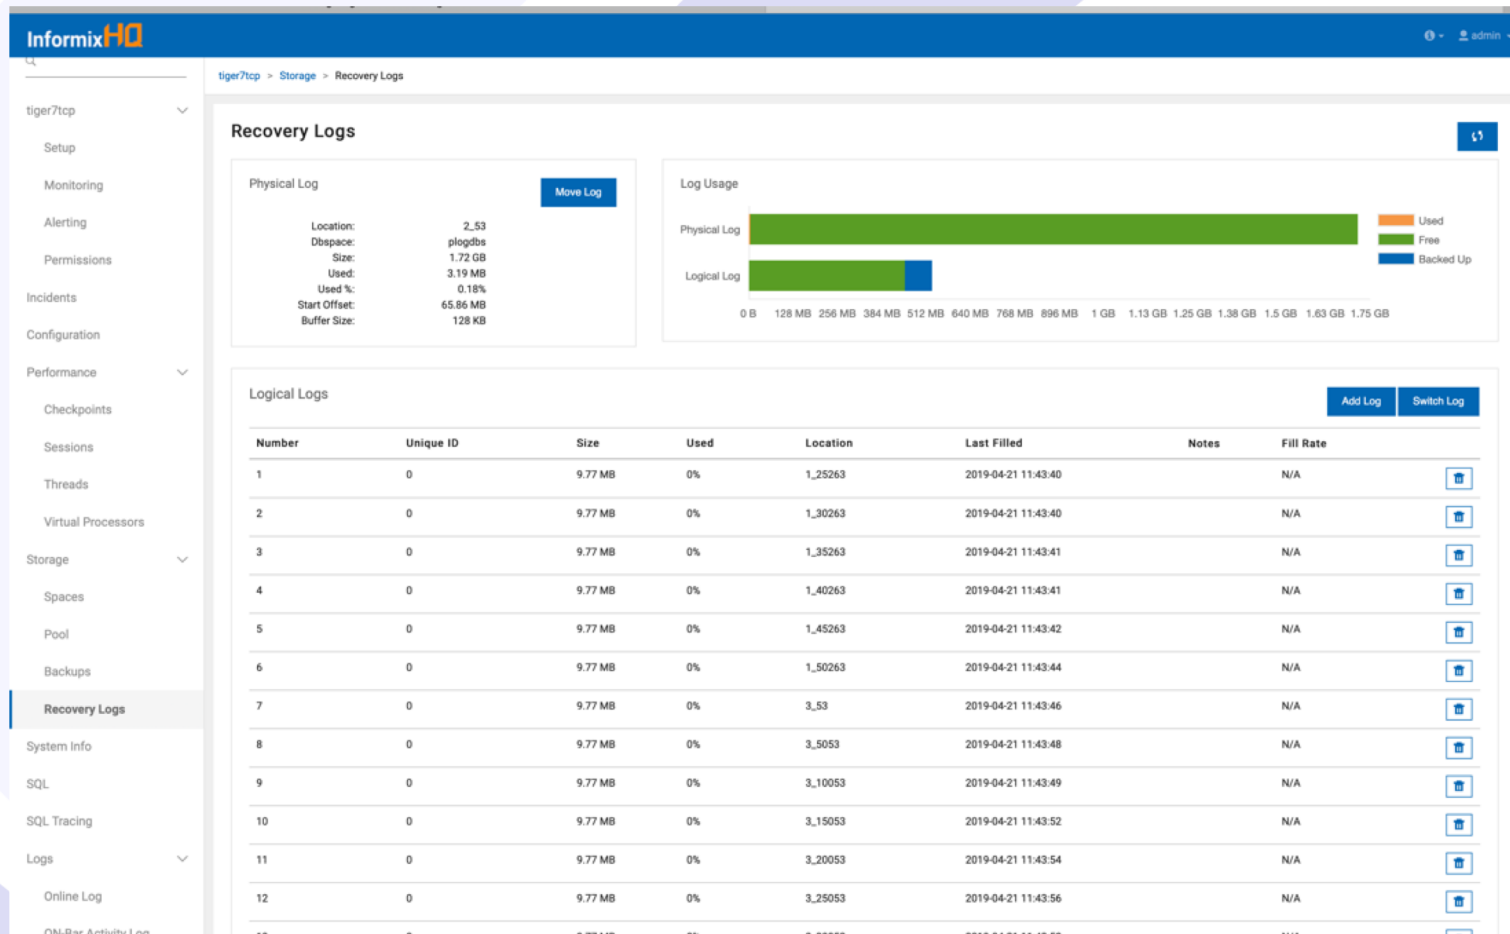 InformixHQ
admin
tiger7tcp > Storage > Recovery Logs
tiger7tcp
Setup
Monitoring
Alerting
Permissions
Incidents
Configuration
Performance
Checkpoints
Sessions
Threads
Virtual Processors
Storage
Spaces
Pool
Backups
Recovery Logs
System Info
SQL
SQL Tracing
Logs
Online Log
ON-Bar Activity Log
Recovery Logs
Physical Log
Move Log
Location: 2_53
Dbspace: plogdbs
Size: 1.72 GB
Used: 3.19 MB
Used %: 0.18%
Start Offset: 65.86 MB
Buffer Size: 128 KB
Log Usage
Physical Log
Logical Log
0 B 128 MB 256 MB 384 MB 512 MB 640 MB 768 MB 896 MB 1 GB 1.13 GB 1.25 GB 1.38 GB 1.5 GB 1.63 GB 1.75 GB
Used
Free
Backed Up
Logical Logs
Add Log Switch Log
Number Unique ID Size Used Location Last Filled Notes Fill Rate
1 0 9.77 MB 0% 1_25263 2019-04-21 11:43:40 N/A
2 0 9.77 MB 0% 1_30263 2019-04-21 11:43:40 N/A
3 0 9.77 MB 0% 1_35263 2019-04-21 11:43:41 N/A
4 0 9.77 MB 0% 1_40263 2019-04-21 11:43:41 N/A
5 0 9.77 MB 0% 1_45263 2019-04-21 11:43:42 N/A
6 0 9.77 MB 0% 1_50263 2019-04-21 11:43:44 N/A
7 0 9.77 MB 0% 3_53 2019-04-21 11:43:46 N/A
8 0 9.77 MB 0% 3_5053 2019-04-21 11:43:48 N/A
9 0 9.77 MB 0% 3_10053 2019-04-21 11:43:49 N/A
10 0 9.77 MB 0% 3_15053 2019-04-21 11:43:52 N/A
11 0 9.77 MB 0% 3_20053 2019-04-21 11:43:54 N/A
12 0 9.77 MB 0% 3_25053 2019-04-21 11:43:56 N/A